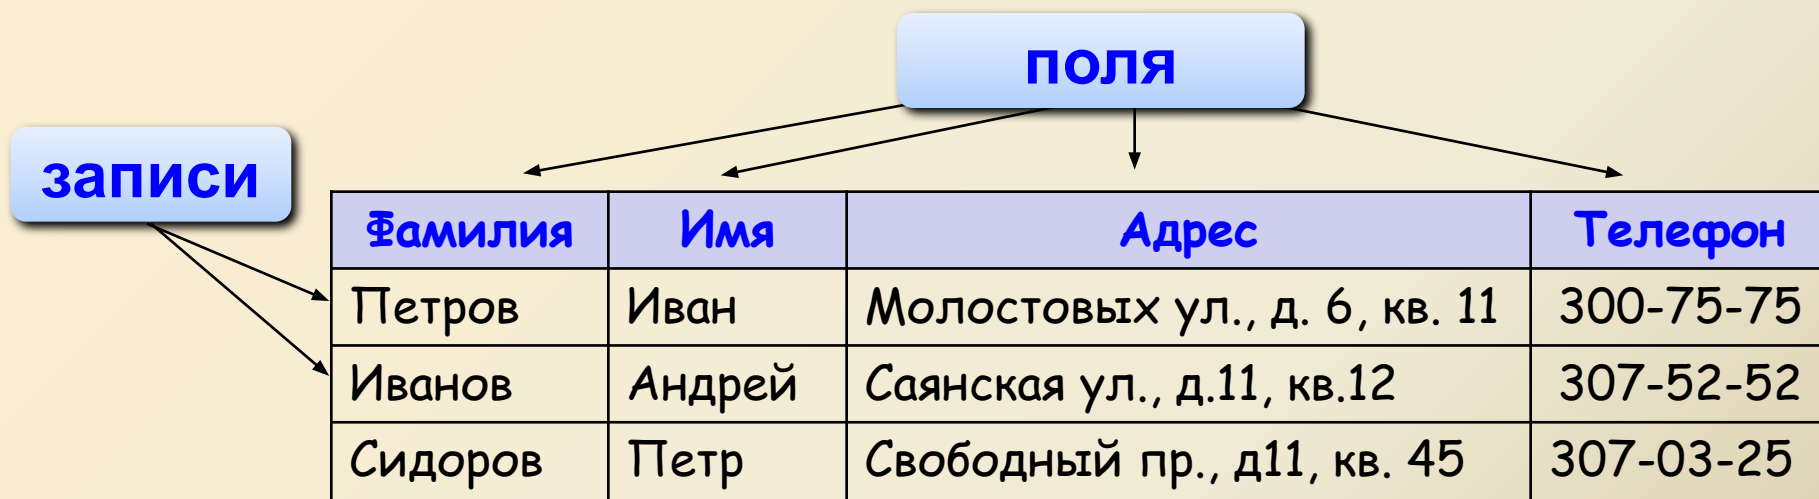 поля
записи
Фамилия Имя Адрес Телефон
Петров Иван Молостовых ул., д. 6, кв. 11 300-75-75
Иванов Андрей Саянская ул., д.11, кв.12 307-52-52
Сидоров Петр Свободный пр., д11, кв. 45 307-03-25